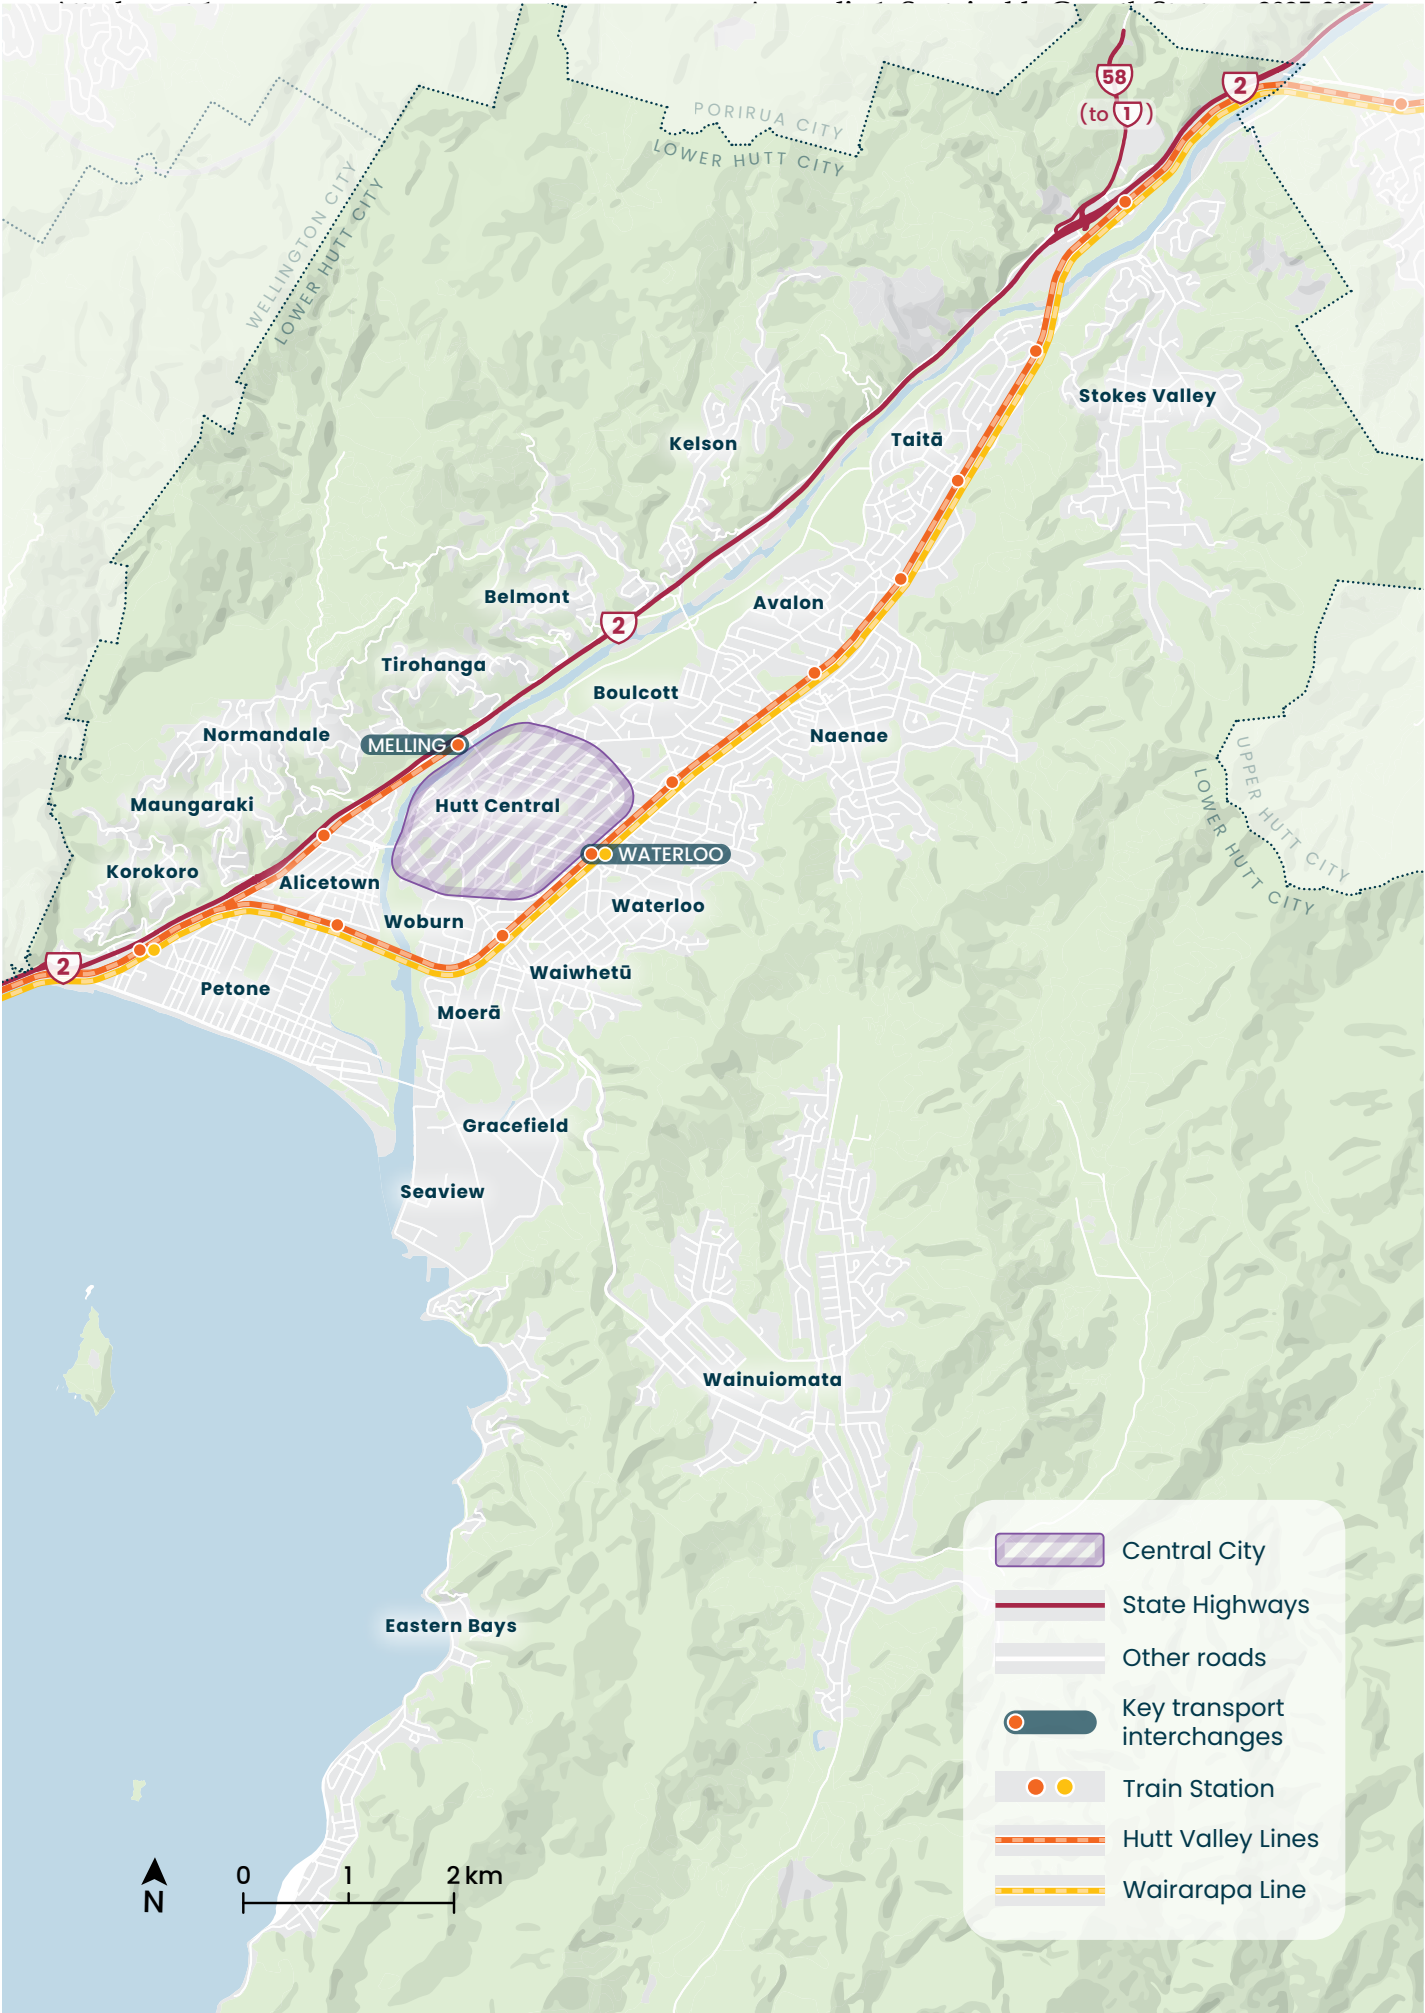 58
2
(to 1)
PORIRUA CITY
LOWER HUTT CITY
WELLINGTON CITY
LOWER HUTT CITY
Stokes Valley
Taitā
Kelson
Belmont
Avalon
2
Tirohanga
Boulcott
Normandale
MELLING
Naenae
Maungaraki
Hutt Central
UPPER HUTT CITY
LOWER HUTT CITY
WATERLOO
Korokoro
Alicetown
Waterloo
Woburn
2
Waiwhetū
Petone
Moerā
Gracefield
Seaview
Wainuiomata
Eastern Bays
Central City
State Highways
Other roads
Key transport
interchanges
Train Station
Hutt Valley Lines
Wairarapa Line
0 1 2 km
N